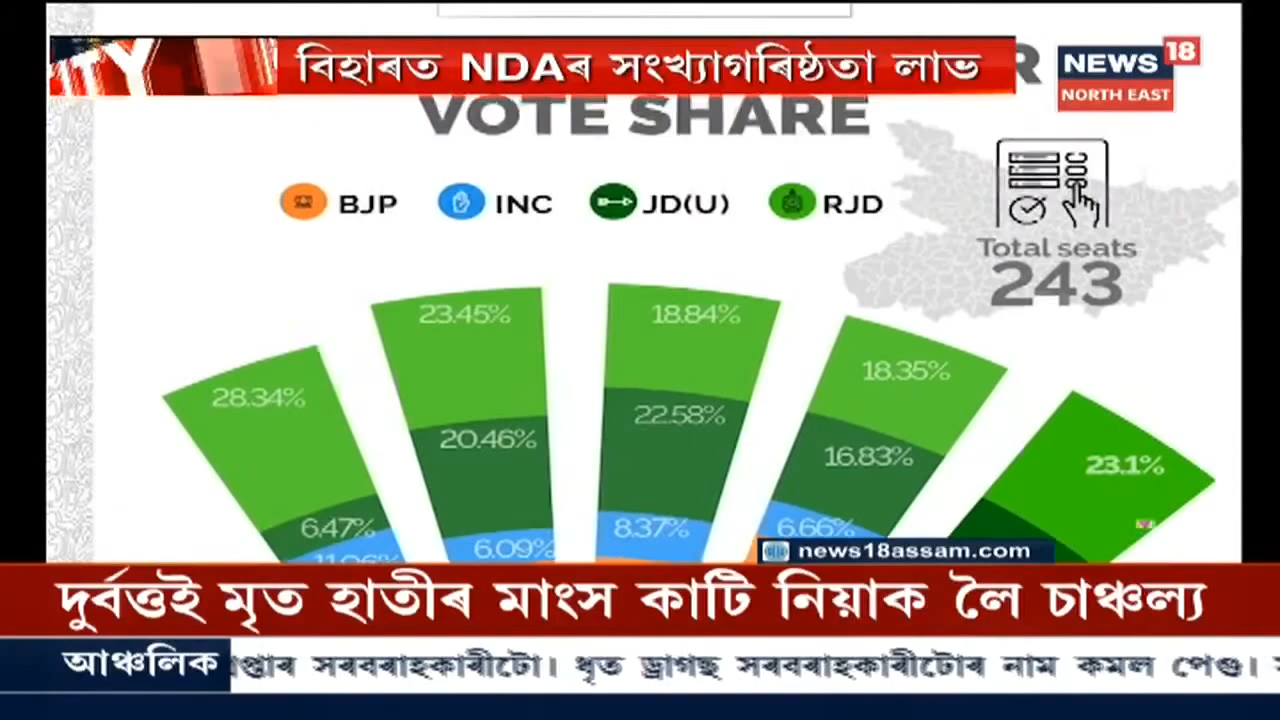 বিহাৰত NDAৰ সংখ্যাগৰিষ্ঠতা লাভ
NEWS 18
NORTH EAST
VOTE SHARE
BJP INC JD(U) RJD
Total seats
243
28.34% 23.45% 18.84% 18.35% 23.1%
6.47% 20.46% 22.58% 16.83%
11.06% 6.09% 8.37% 6.66%
news18assam.com
দুৰ্বৃত্তই মৃত হাতীৰ মাংস কাটি নিয়াক লৈ চাঞ্চল্য
আঞ্চলিক সৰবৰাহকাৰীটো। ধৃত ড্ৰাগছ সৰবৰাহকাৰীটোৰ নাম কমল পেগু।